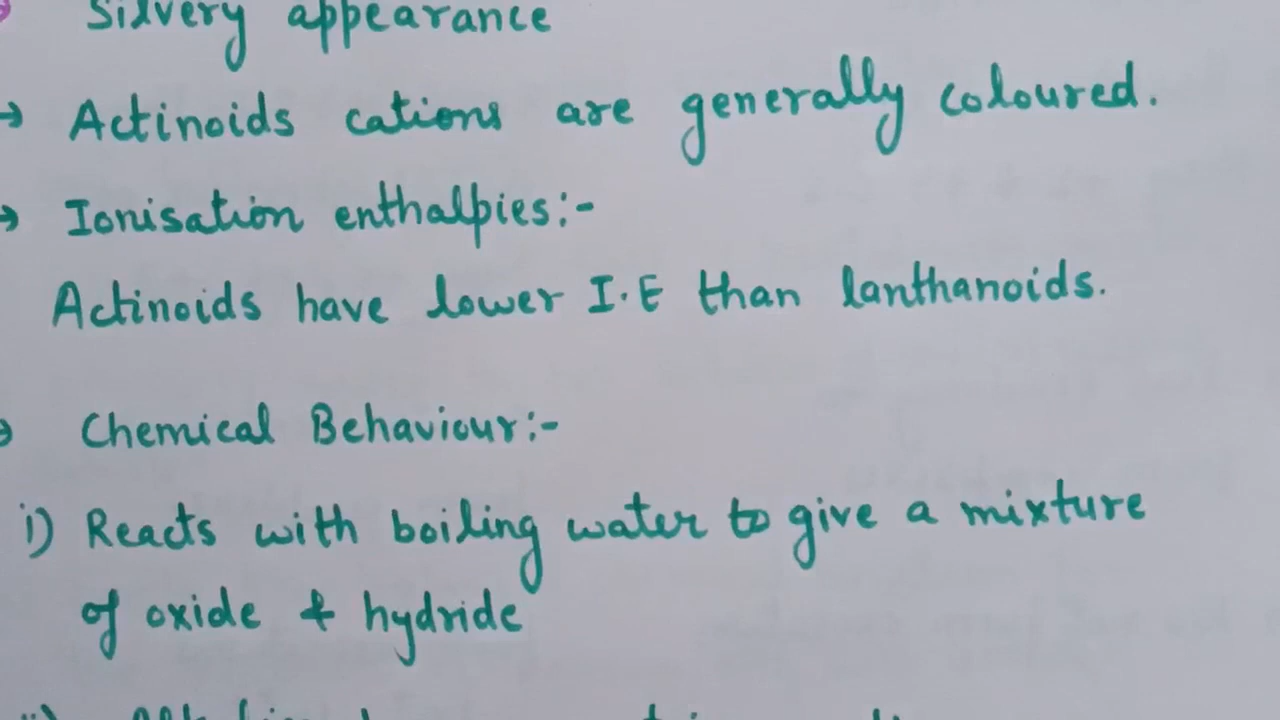 Silvery appearance
→ Actinoids cations are generally coloured.
→ Ionisation enthalpies:-
Actinoids have lower I.E than lanthanoids.
→ Chemical Behaviour:-
i) Reacts with boiling water to give a mixture
of oxide & hydride